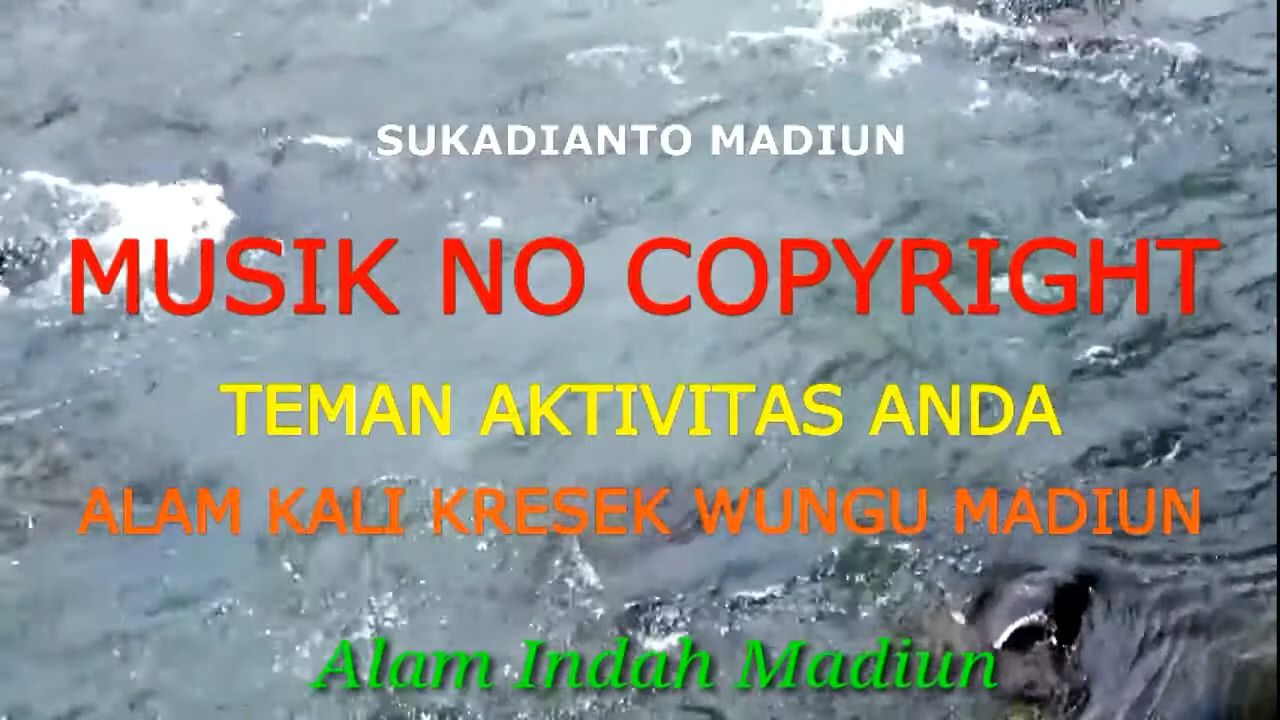 SUKADIANTO MADIUN
MUSIK NO COPYRIGHT
TEMAN AKTIVITAS ANDA
ALAM KALI KRESEK WUNGU MADIUN
Alam Indah Madiun